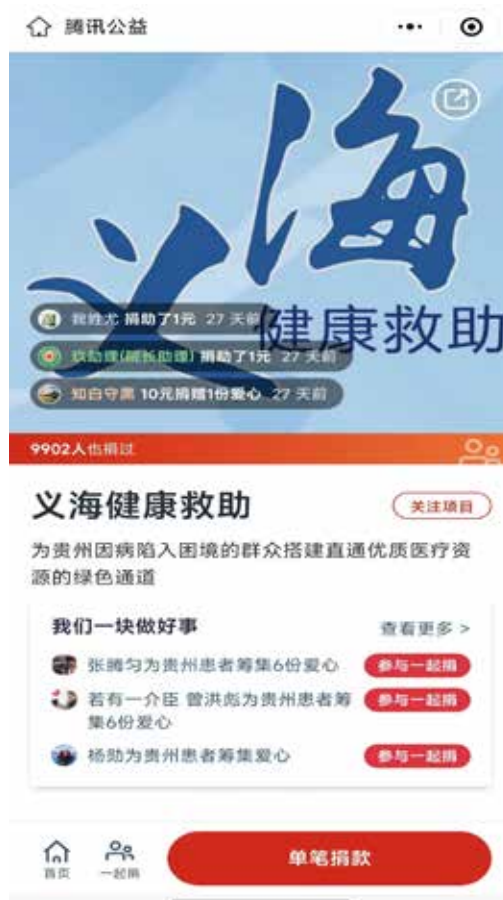 腾讯公益
义海
健康救助
我姓尤 捐助了1元 27 天前
玖助理(院长助理) 捐助了1元 27 天前
知白守黑 10元捐赠1份爱心 27 天前
9902人也捐过
义海健康救助
关注项目
为贵州因病陷入困境的群众搭建直通优质医疗资
源的绿色通道
我们一块做好事
查看更多 >
张腾匀为贵州患者筹集6份爱心
参与一起捐
若有一介臣 曾洪彪为贵州患者筹
集6份爱心
参与一起捐
杨勋为贵州患者筹集爱心
参与一起捐
首页
一起捐
单笔捐款